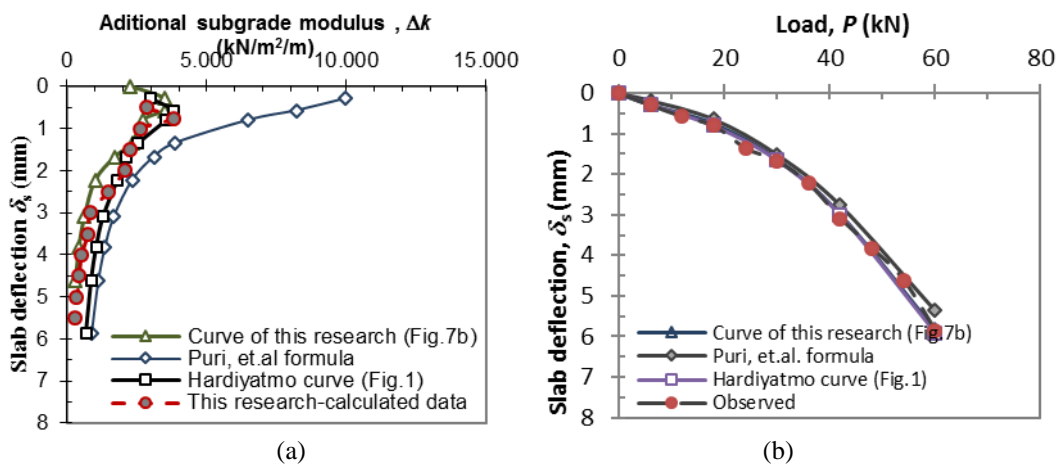 Aditional subgrade modulus , Δk
(kN/m²/m)
0 5.000 10.000 15.000
Slab deflection δs (mm)
0
1
2
3
4
5
6
7
8
Curve of this research (Fig.7b)
Puri, et.al formula
Hardiyatmo curve (Fig.1)
This research-calculated data
(a)
Load, P (kN)
0 20 40 60 80
Slab deflection, δs (mm)
0
1
2
3
4
5
6
7
8
Curve of this research (Fig.7b)
Puri, et.al. formula
Hardiyatmo curve (Fig.1)
Observed
(b)